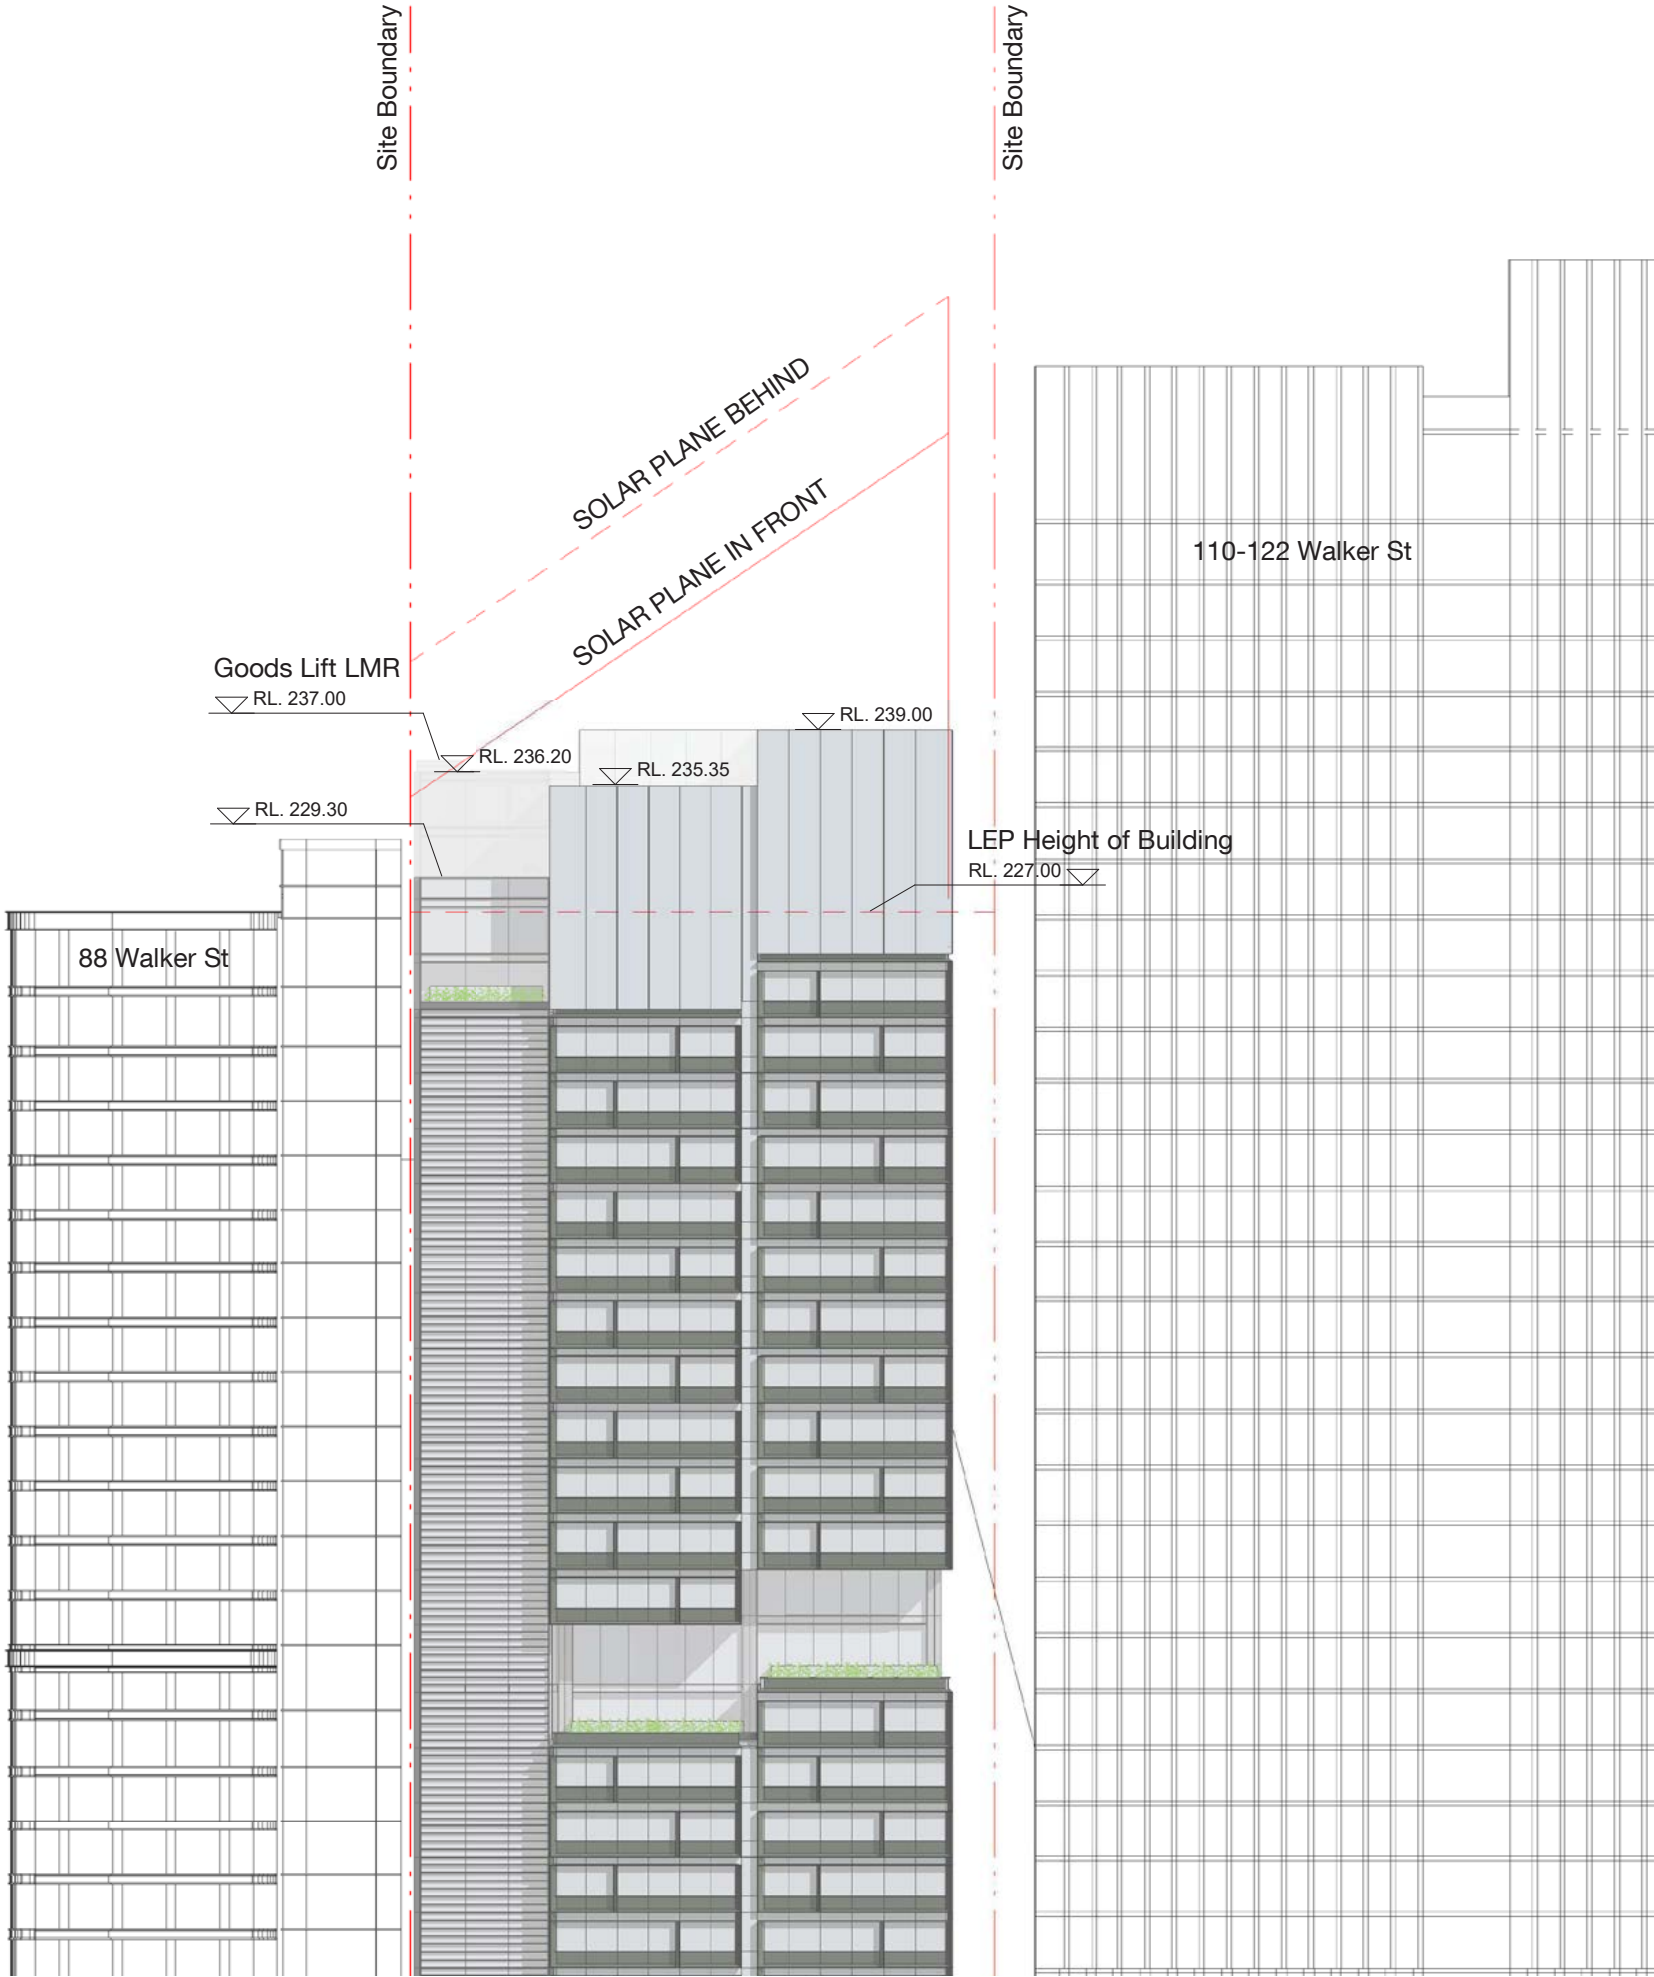 Site Boundary
Site Boundary
SOLAR PLANE BEHIND
SOLAR PLANE IN FRONT
110-122 Walker St
Goods Lift LMR
RL. 237.00
RL. 239.00
RL. 236.20
RL. 235.35
RL. 229.30
LEP Height of Building
RL. 227.00
88 Walker St